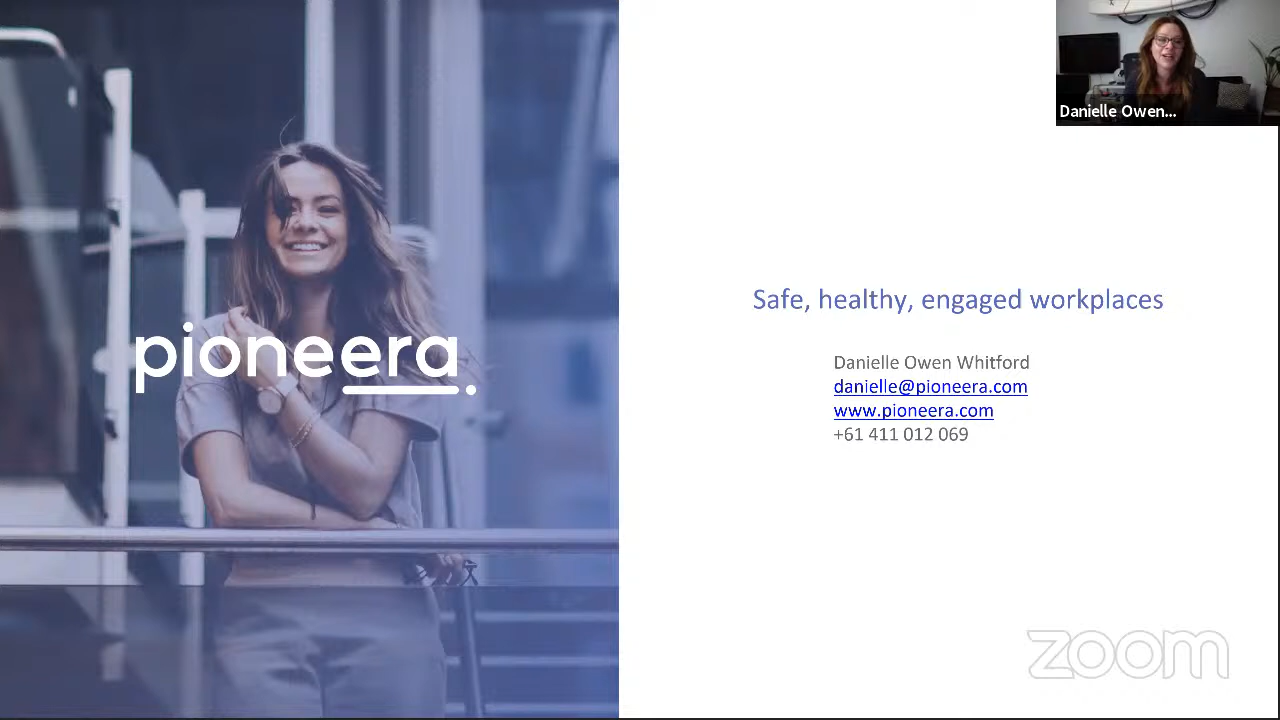 pioneera.
Safe, healthy, engaged workplaces
Danielle Owen Whitford
danielle@pioneera.com
www.pioneera.com
+61 411 012 069
Danielle Owen...
zoom